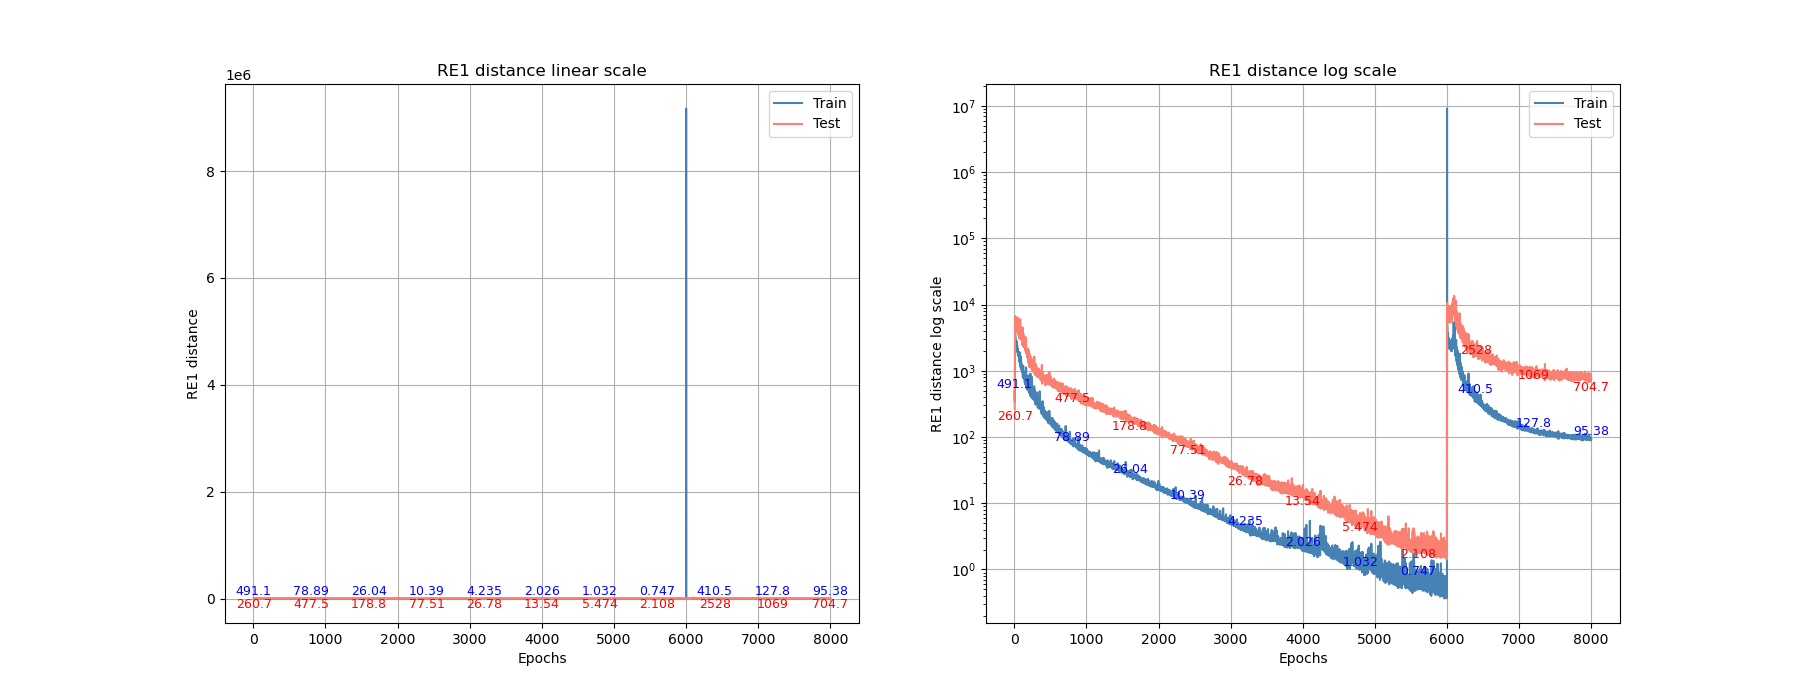 RE1 distance linear scale
1e6
RE1 distance
8
6
4
2
0
Train
Test
491.1 78.89 26.04 10.39 4.235 2.026 1.032 0.747 410.5 127.8 95.38
260.7 477.5 178.8 77.51 26.78 13.54 5.474 2.108 2528 1069 704.7
0 1000 2000 3000 4000 5000 6000 7000 8000
Epochs
RE1 distance log scale
RE1 distance log scale
10^7
10^6
10^5
10^4
10^3
10^2
10^1
10^0
Train
Test
491.1 78.89 26.04 10.39 4.235 2.026 1.032 0.747 410.5 127.8 95.38
260.7 477.5 178.8 77.51 26.78 13.54 5.474 2.108 2528 1069 704.7
0 1000 2000 3000 4000 5000 6000 7000 8000
Epochs